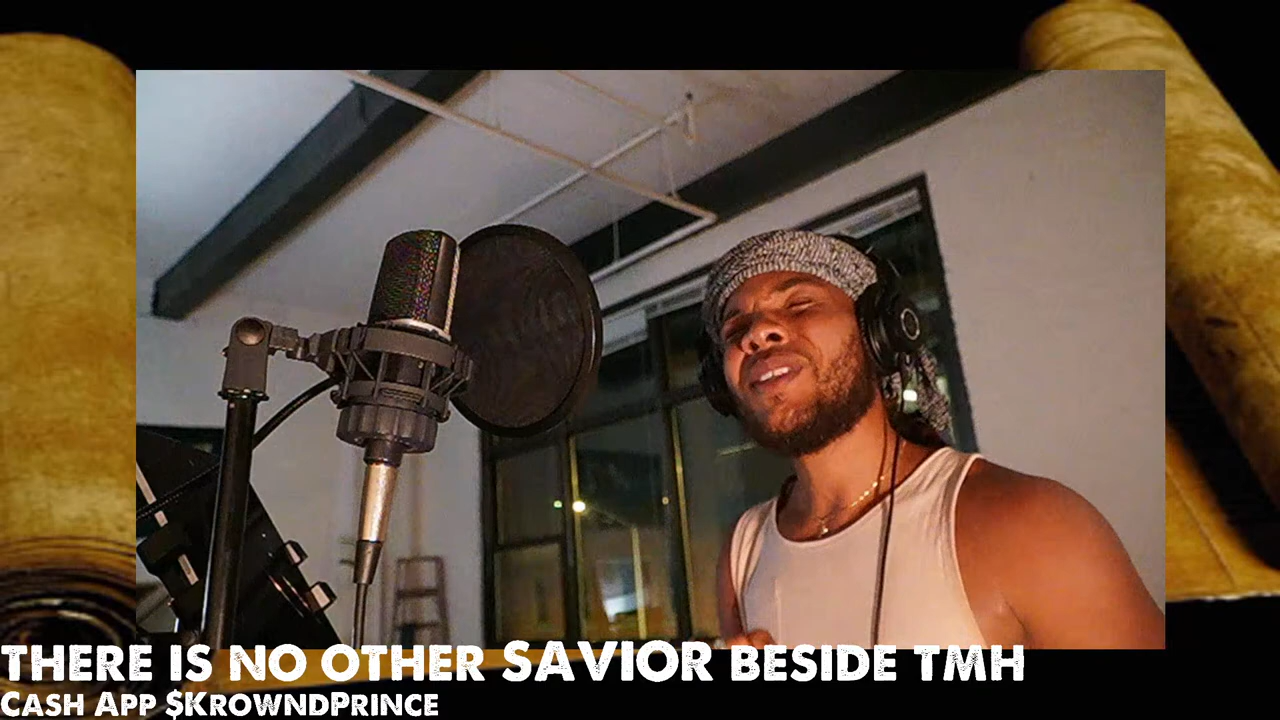 THERE IS NO OTHER SAVIOR BESIDE TMH
CASH APP $KROWNDPRINCE